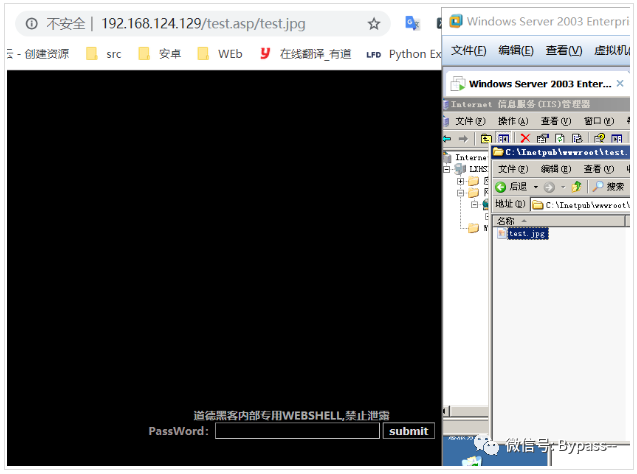 不安全 | 192.168.124.129/test.asp/test.jpg
Windows Server 2003 Enterpri
云 - 创建资源 src 安卓 WEb 在线翻译_有道 LFD Python Ex
文件(F) 编辑(E) 查看(V) 虚拟机
Windows Server 2003 Enter... ×
Internet 信息服务(IIS)管理器
文件(F) 操作(A) 查看(V) 窗口(W)
Interne
C:\Inetpub\wwwroot\test.
文件(F) 编辑(E) 查看(V)
后退 搜索
地址(D) C:\Inetpub\wwwroot
名称
test.jpg
道德黑客内部专用WEBSHELL,禁止泄露
PassWord: submit
微信号: Bypass--